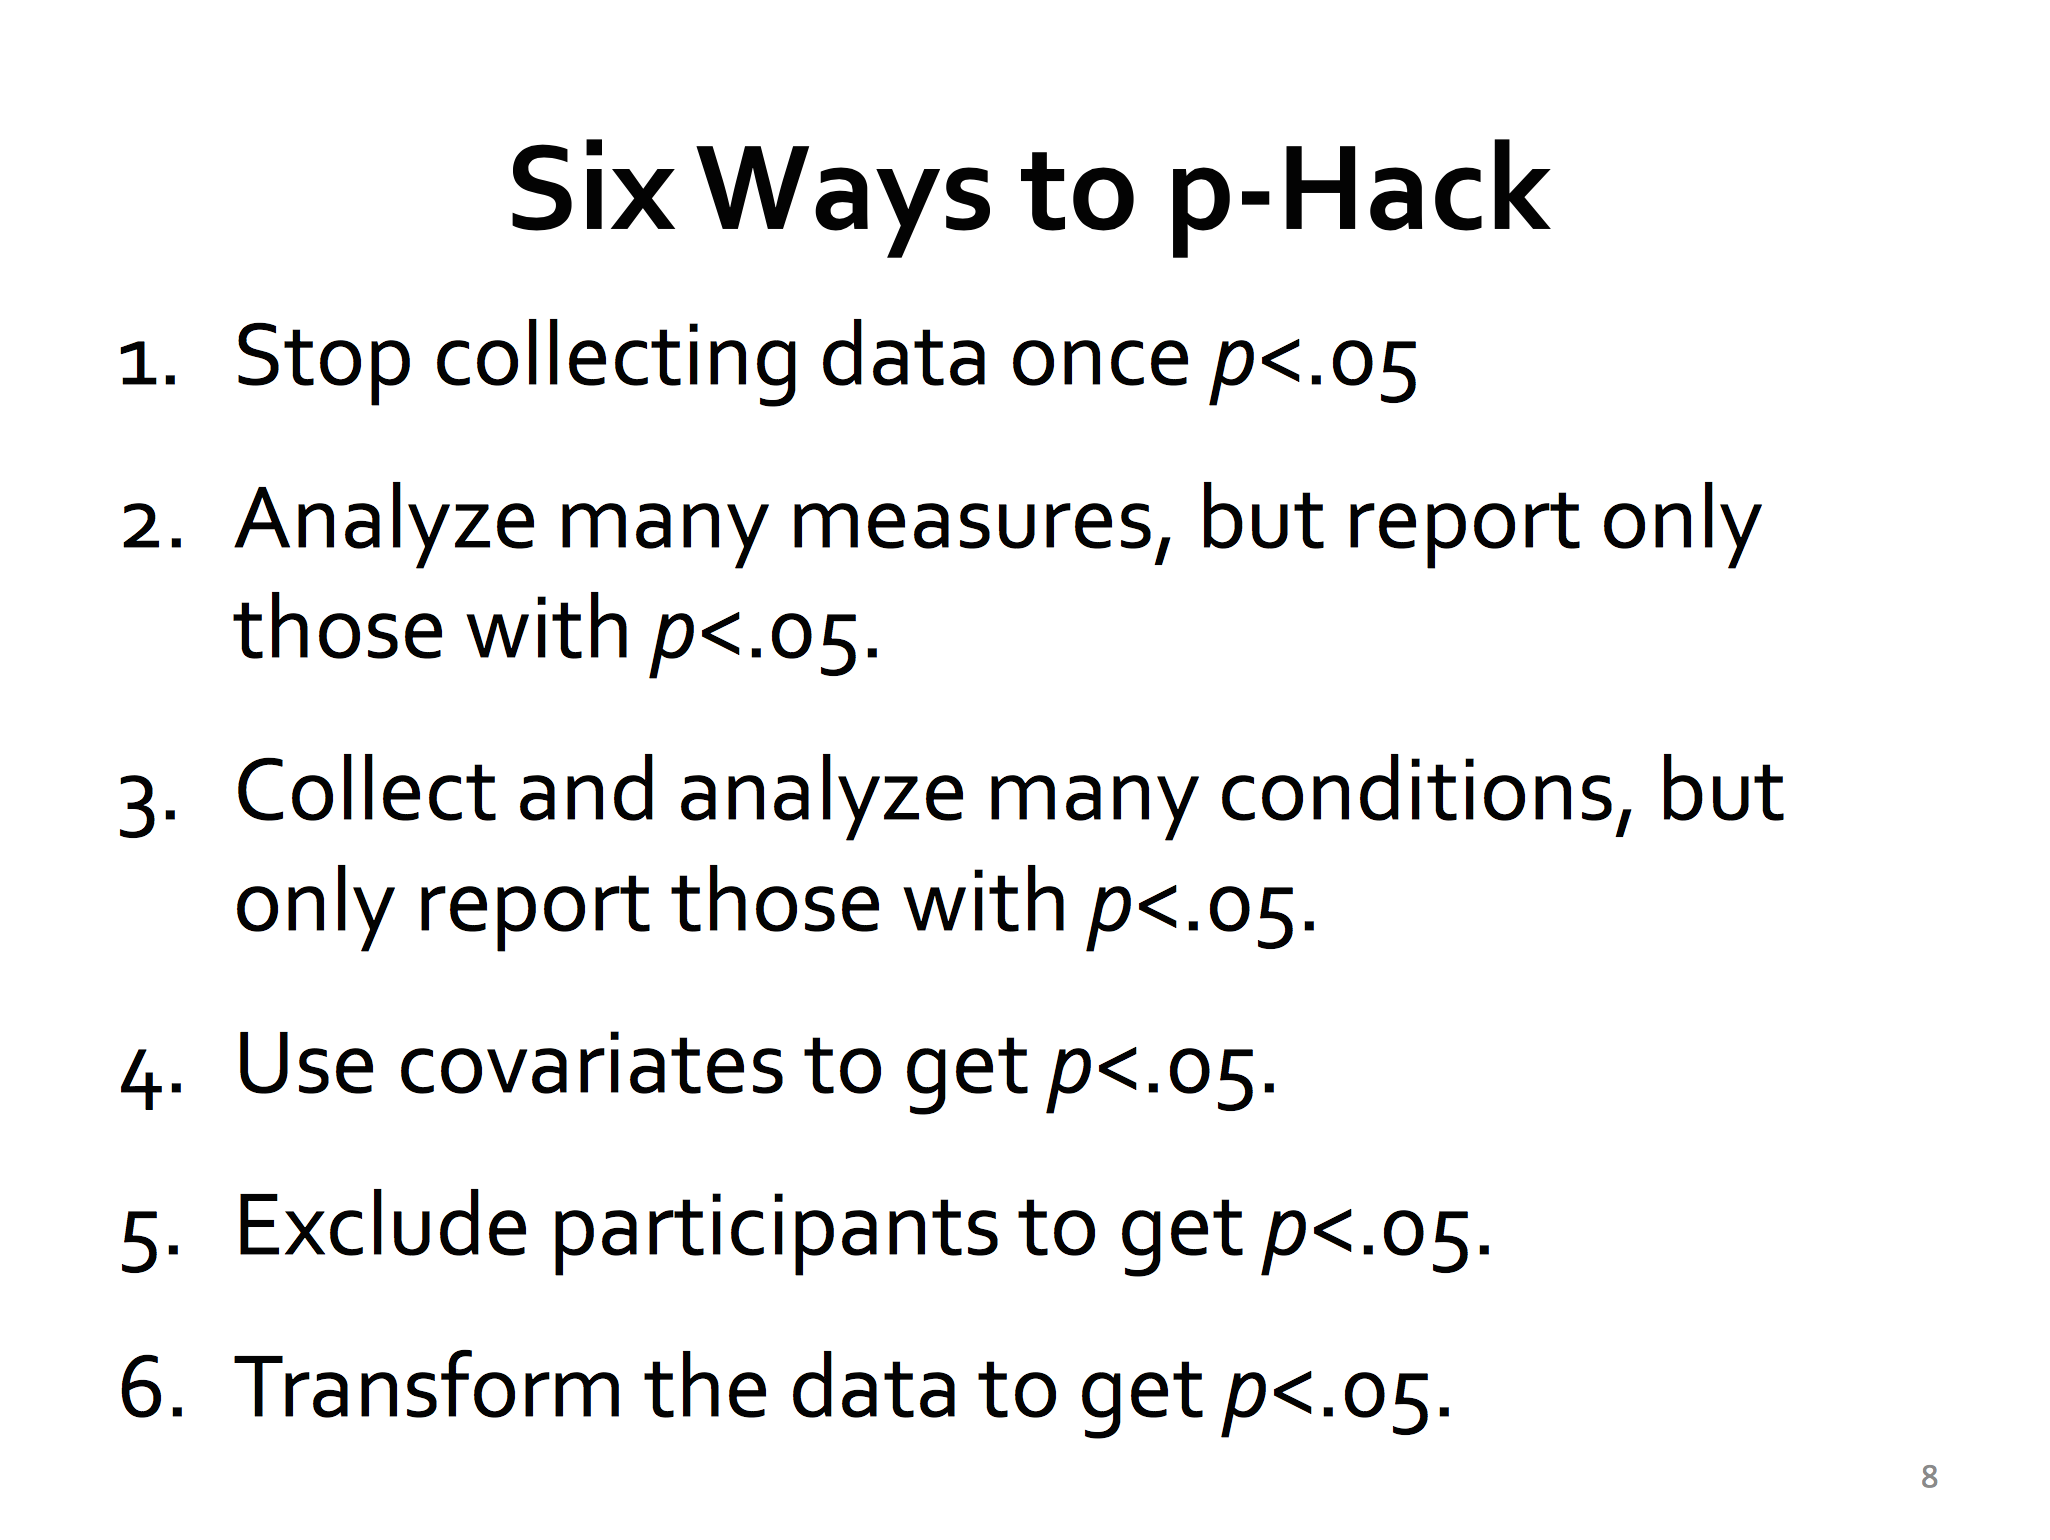 Six Ways to p-Hack
1. Stop collecting data once p<.05
2. Analyze many measures, but report only
those with p<.05.
3. Collect and analyze many conditions, but
only report those with p<.05.
4. Use covariates to get p<.05.
5. Exclude participants to get p<.05.
6. Transform the data to get p<.05.
8